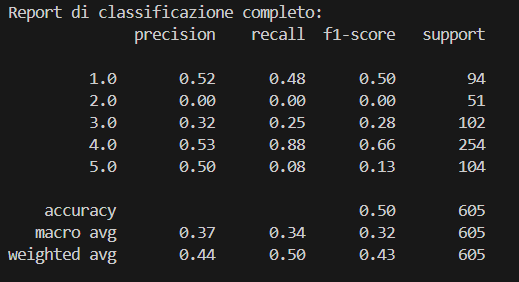 Report di classificazione completo:
precision recall f1-score support
1.0 0.52 0.48 0.50 94
2.0 0.00 0.00 0.00 51
3.0 0.32 0.25 0.28 102
4.0 0.53 0.88 0.66 254
5.0 0.50 0.08 0.13 104
accuracy 0.50 605
macro avg 0.37 0.34 0.32 605
weighted avg 0.44 0.50 0.43 605